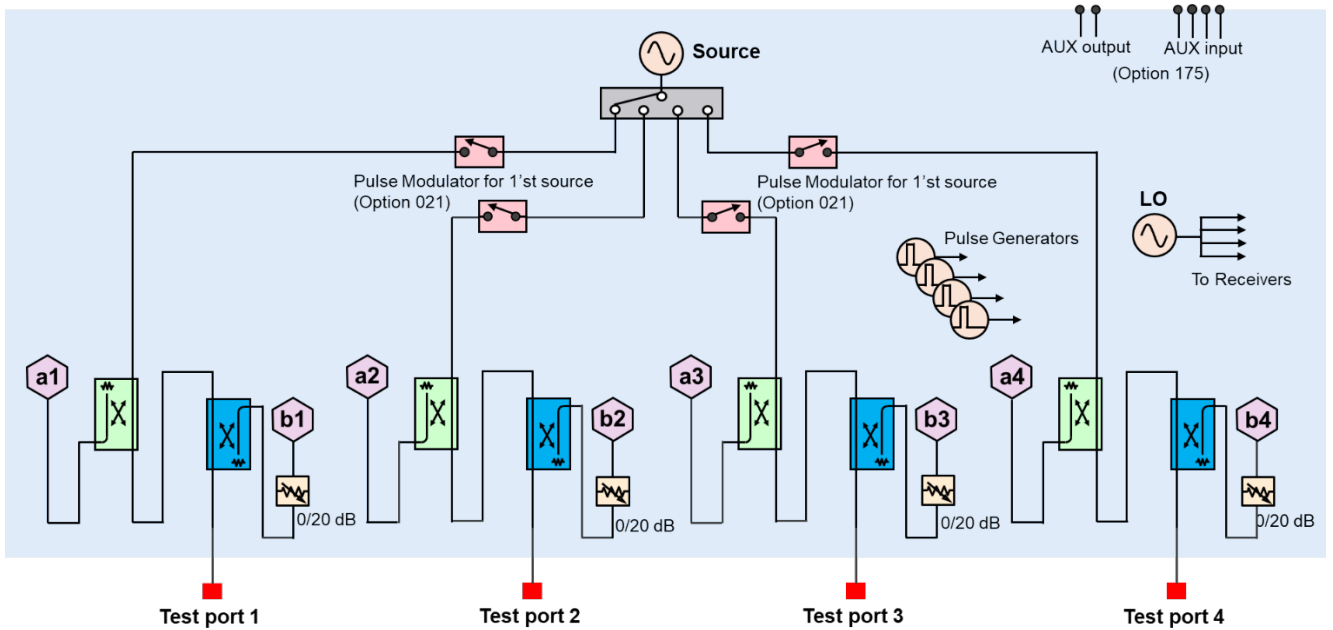 AUX output
AUX input
(Option 175)
Source
Pulse Modulator for 1'st source
(Option 021)
Pulse Modulator for 1'st source
(Option 021)
LO
Pulse Generators
To Receivers
a1
b1
0/20 dB
a2
b2
0/20 dB
a3
b3
0/20 dB
a4
b4
0/20 dB
Test port 1
Test port 2
Test port 3
Test port 4